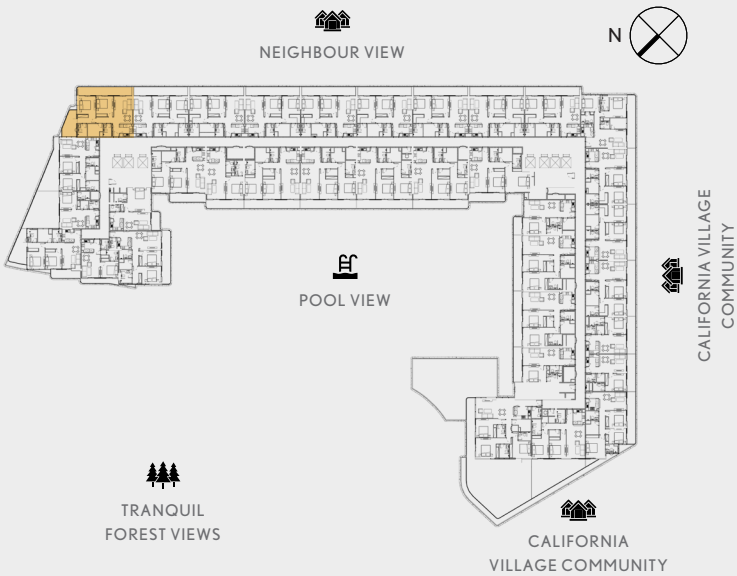 NEIGHBOUR VIEW
N
POOL VIEW
CALIFORNIA VILLAGE
COMMUNITY
TRANQUIL
FOREST VIEWS
CALIFORNIA
VILLAGE COMMUNITY